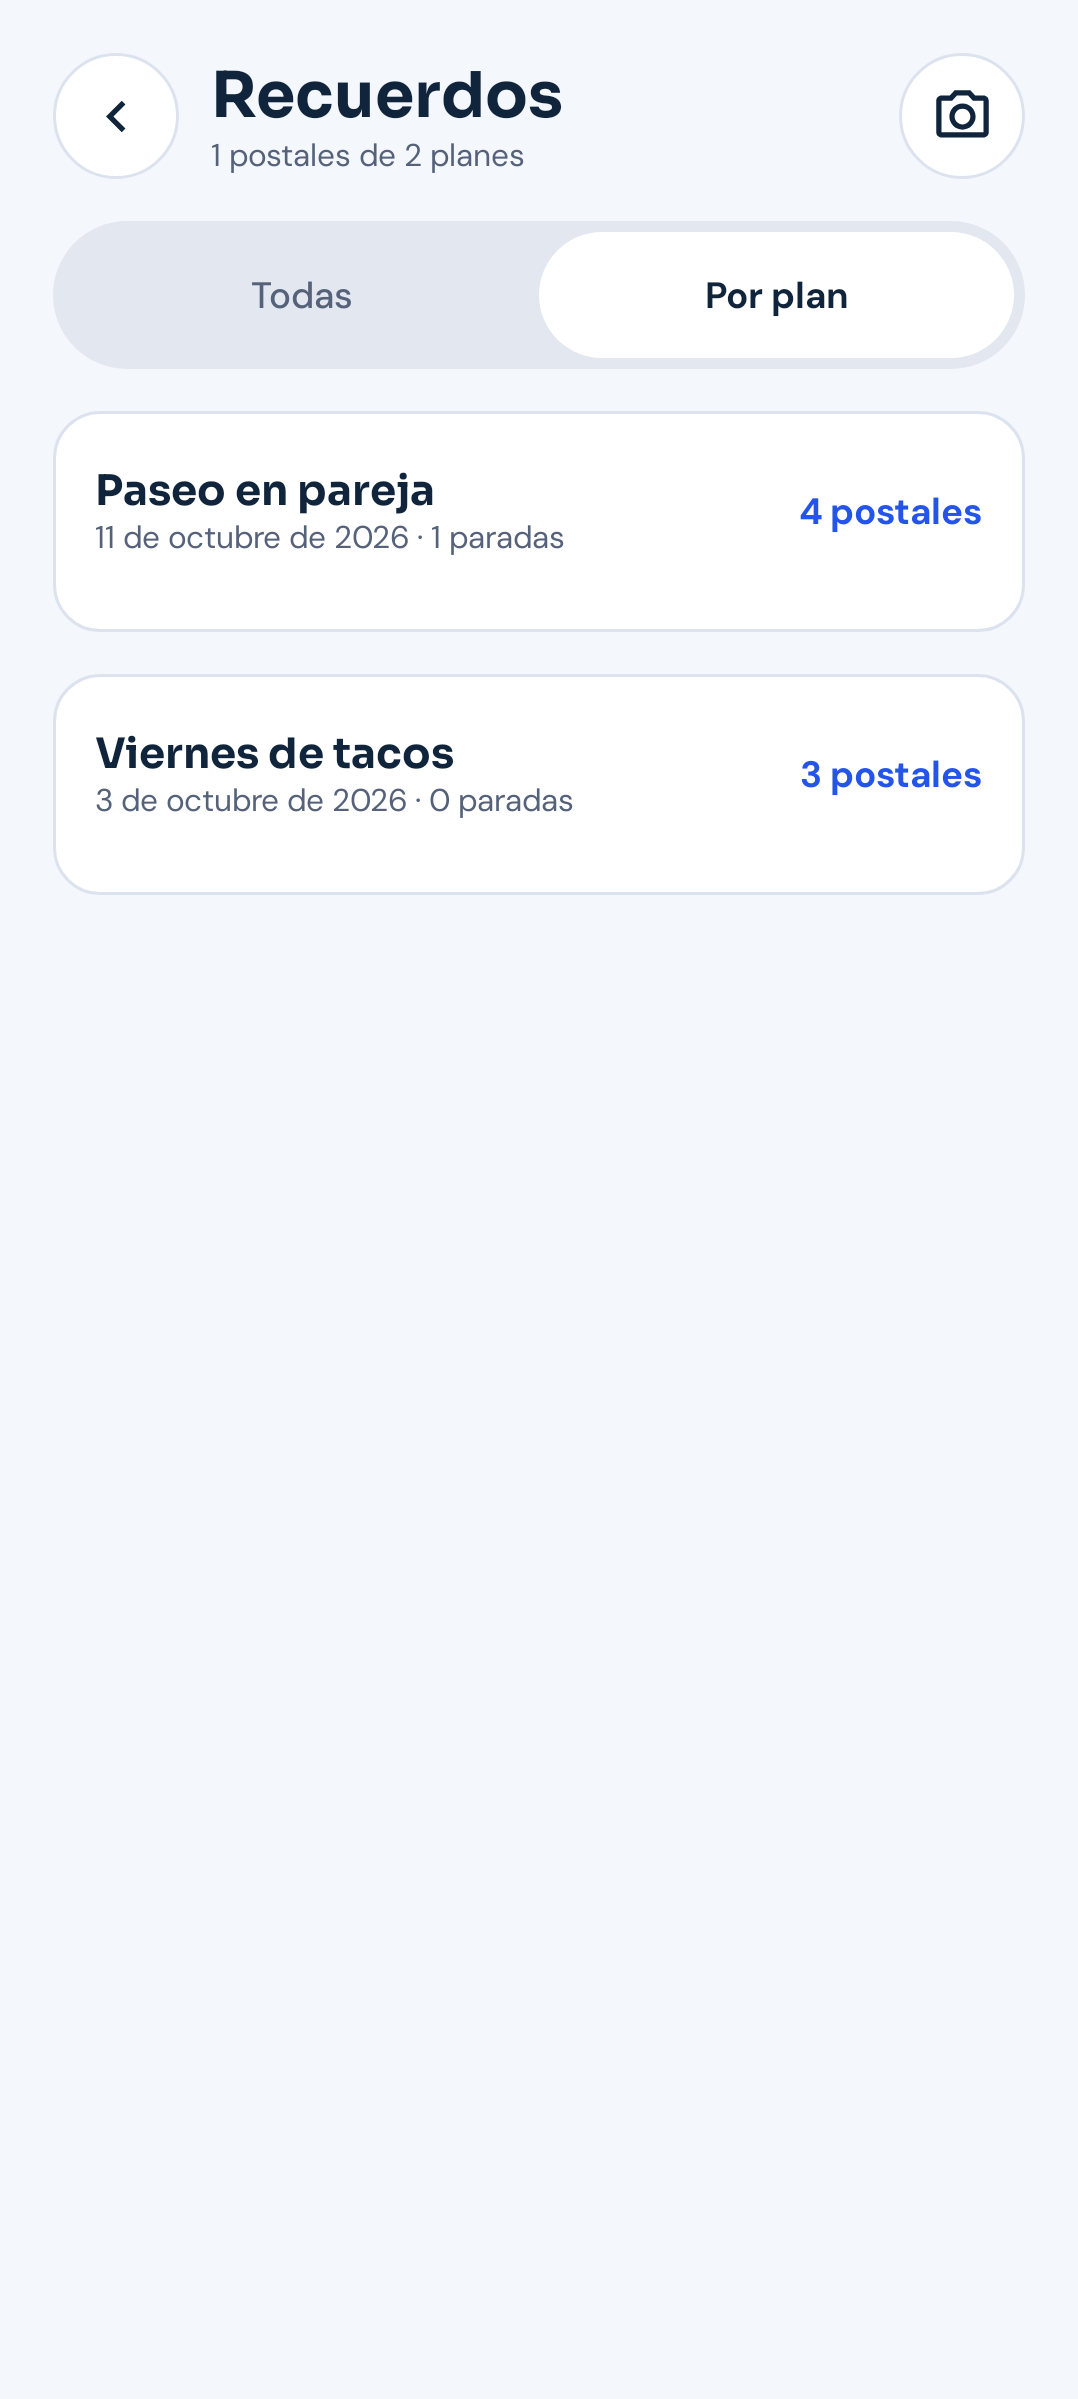 Recuerdos
1 postales de 2 planes
Todas
Por plan
Paseo en pareja
11 de octubre de 2026 · 1 paradas
4 postales
Viernes de tacos
3 de octubre de 2026 · 0 paradas
3 postales